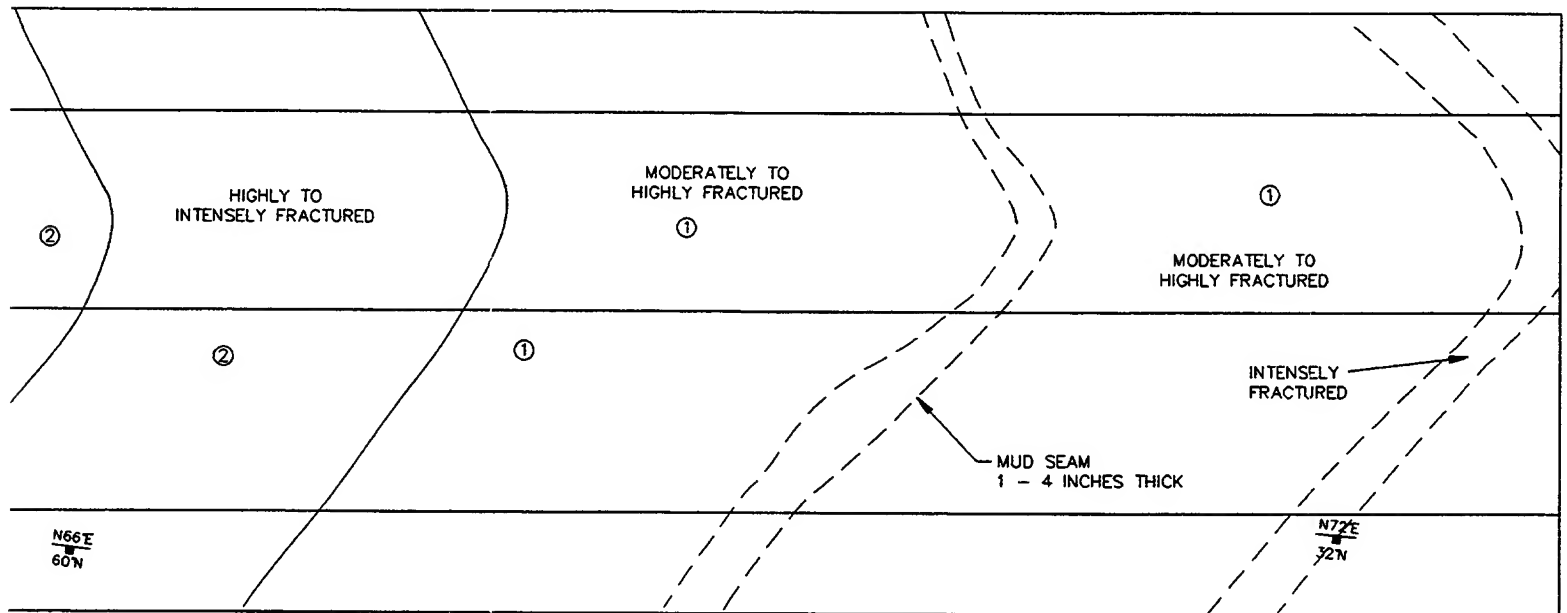 HIGHLY TO
INTENSELY FRACTURED
②
MODERATELY TO
HIGHLY FRACTURED
①
①
MODERATELY TO
HIGHLY FRACTURED
②
①
INTENSELY
FRACTURED
MUD SEAM
1 - 4 INCHES THICK
N66°E
60°N
N72°E
32°N